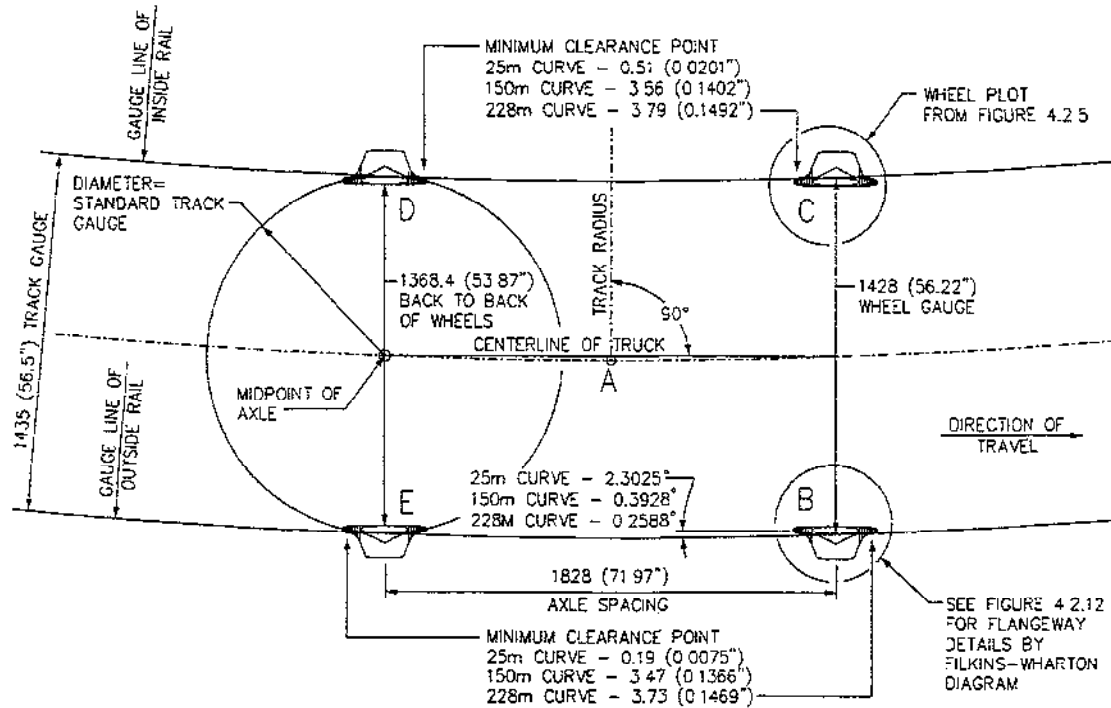 GAUGE LINE OF
INSIDE RAIL
MINIMUM CLEARANCE POINT
25m CURVE – 0.51 (0 0201")
150m CURVE – 3 56 (0 1402")
228m CURVE – 3 79 (0.1492")
WHEEL PLOT
FROM FIGURE 4.2 5
DIAMETER=
STANDARD TRACK
GAUGE
D
C
TRACK RADIUS
1435 (56.5") TRACK GAUGE
1368.4 (53 87")
BACK TO BACK
OF WHEELS
90°
1428 (56.22")
WHEEL GAUGE
CENTERLINE OF TRUCK
A
MIDPOINT OF
AXLE
GAUGE LINE OF
OUTSIDE RAIL
DIRECTION OF
TRAVEL
25m CURVE – 2.3025°
150m CURVE – 0.3928°
228M CURVE – 0.2588°
E
B
1828 (71 97")
AXLE SPACING
SEE FIGURE 4 2.12
FOR FLANGEWAY
DETAILS BY
FILKINS–WHARTON
DIAGRAM
MINIMUM CLEARANCE POINT
25m CURVE – 0.19 (0 0075")
150m CURVE – 3 47 (0 1366")
228m CURVE – 3.73 (0.1469")